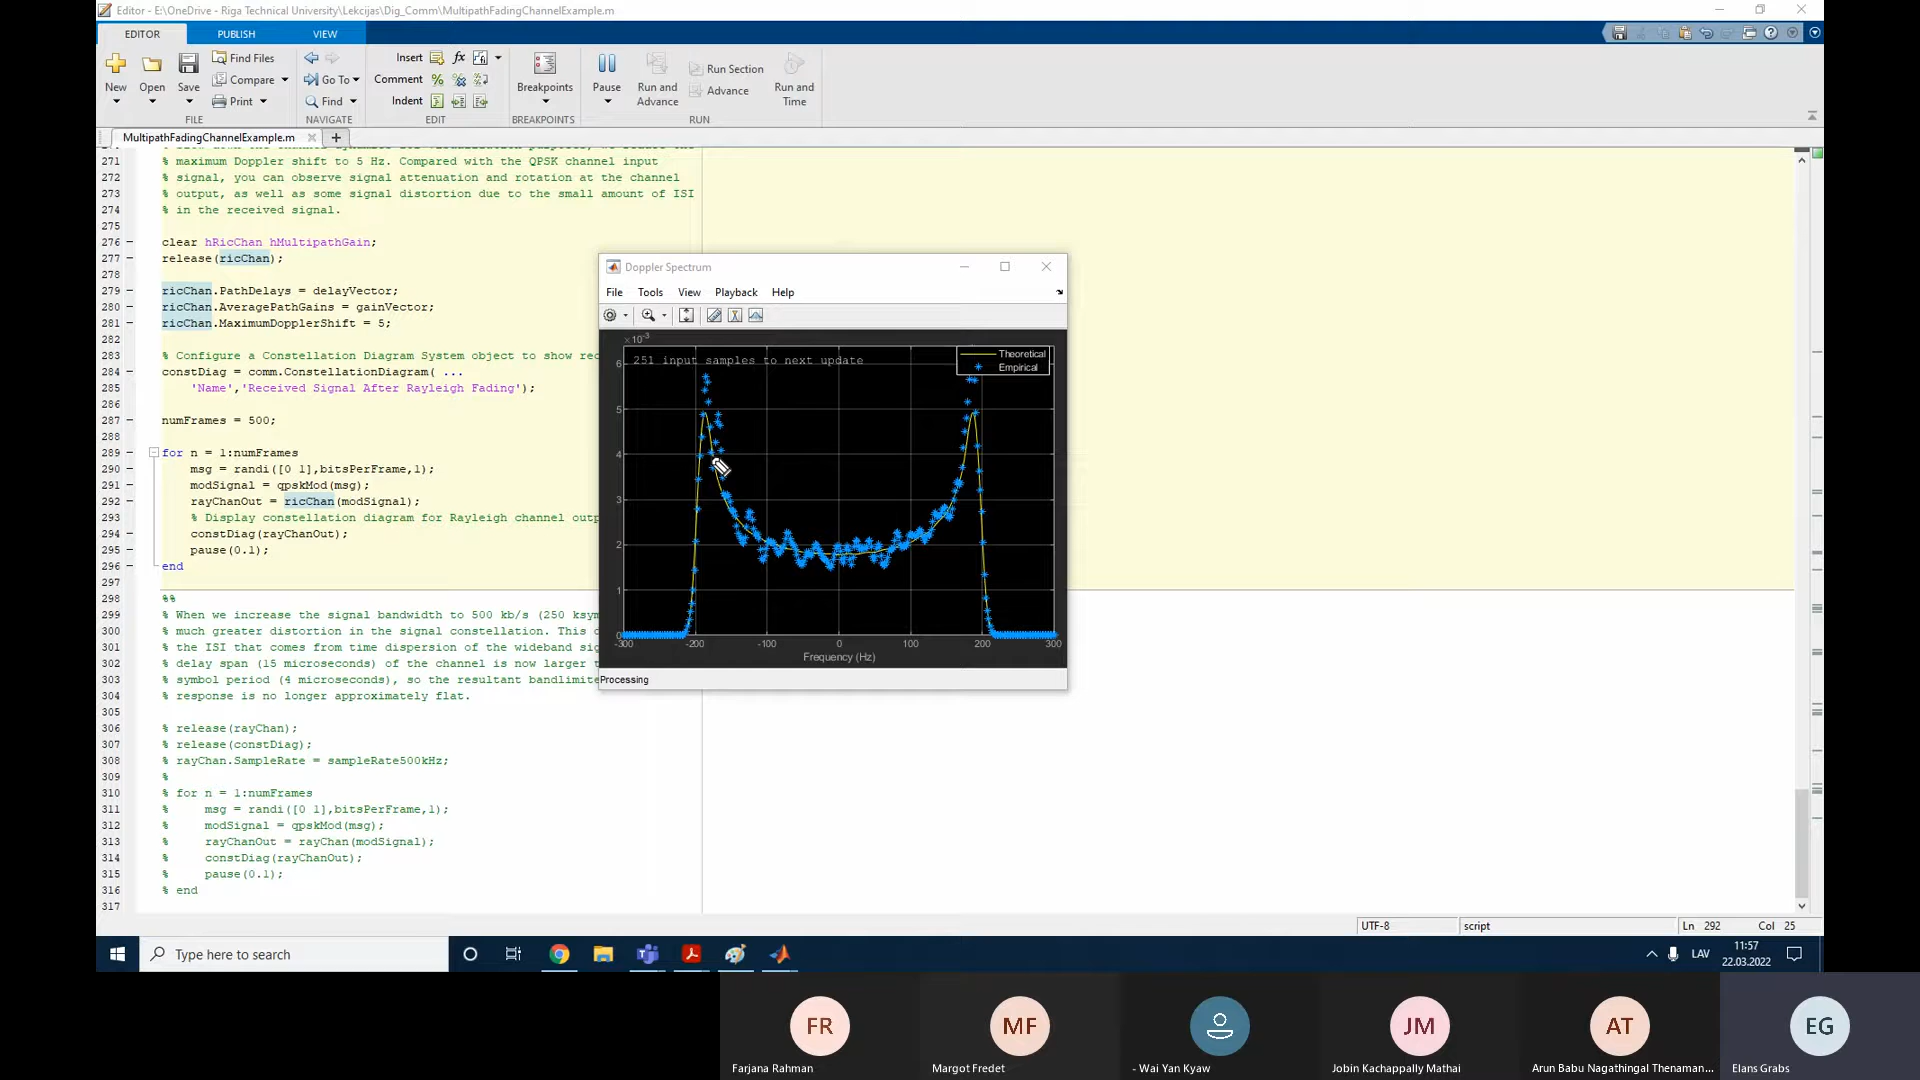 Editor - E:\OneDrive - Riga Technical University\Lekcijas\Dig_Comm\MultipathFadingChannelExample.m
EDITOR
PUBLISH
VIEW
New
Open
Save
Find Files
Compare
Print
Go To
Find
Insert
Comment
Indent
Breakpoints
Pause
Run and Advance
Run Section
Advance
Run and Time
FILE
NAVIGATE
EDIT
BREAKPOINTS
RUN
MultipathFadingChannelExample.m
271 % maximum Doppler shift to 5 Hz. Compared with the QPSK channel input
272 % signal, you can observe signal attenuation and rotation at the channel
273 % output, as well as some signal distortion due to the small amount of ISI
274 % in the received signal.
275
276 clear hRicChan hMultipathGain;
277 release(ricChan);
278
279 ricChan.PathDelays = delayVector;
280 ricChan.AveragePathGains = gainVector;
281 ricChan.MaximumDopplerShift = 5;
282
283 % Configure a Constellation Diagram System object to show rec
284 constDiag = comm.ConstellationDiagram( ...
285 'Name','Received Signal After Rayleigh Fading');
286
287 numFrames = 500;
288
289 for n = 1:numFrames
290 msg = randi([0 1],bitsPerFrame,1);
291 modSignal = qpskMod(msg);
292 rayChanOut = ricChan(modSignal);
293 % Display constellation diagram for Rayleigh channel outp
294 constDiag(rayChanOut);
295 pause(0.1);
296 end
297
298 %%
299 % When we increase the signal bandwidth to 500 kb/s (250 ksym
300 % much greater distortion in the signal constellation. This d
301 % the ISI that comes from time dispersion of the wideband sig
302 % delay span (15 microseconds) of the channel is now larger t
303 % symbol period (4 microseconds), so the resultant bandlimite
304 % response is no longer approximately flat.
305
306 % release(rayChan);
307 % release(constDiag);
308 % rayChan.SampleRate = sampleRate500kHz;
309 %
310 % for n = 1:numFrames
311 % msg = randi([0 1],bitsPerFrame,1);
312 % modSignal = qpskMod(msg);
313 % rayChanOut = rayChan(modSignal);
314 % constDiag(rayChanOut);
315 % pause(0.1);
316 % end
317
Doppler Spectrum
File Tools View Playback Help
×10-3
251 input samples to next update
Theoretical
Empirical
6
5
4
3
2
1
0
-300 -200 -100 0 100 200 300
Frequency (Hz)
Processing
UTF-8
script
Ln 292 Col 25
Type here to search
LAV
11:57
22.03.2022
FR
MF
JM
AT
EG
Farjana Rahman
Margot Fredet
- Wai Yan Kyaw
Jobin Kachappally Mathai
Arun Babu Nagathingal Thenaman...
Elans Grabs